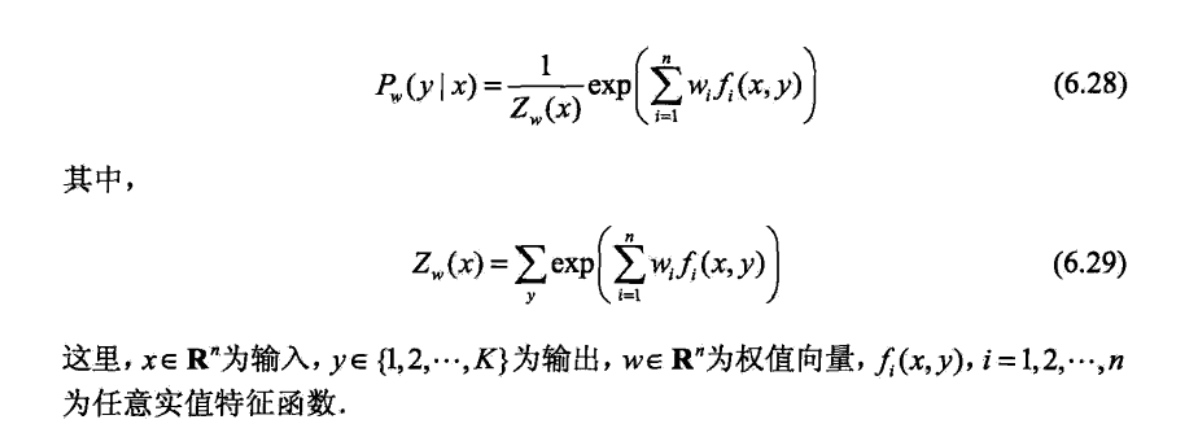 P_w(y|x) = \frac{1}{Z_w(x)} \exp\left(\sum_{i=1}^{n} w_i f_i(x,y)\right) (6.28)
其中，
Z_w(x) = \sum_y \exp\left(\sum_{i=1}^{n} w_i f_i(x,y)\right) (6.29)
这里，x∈R^n为输入，y∈{1,2,⋯,K}为输出，w∈R^n为权值向量，f_i(x,y)，i=1,2,⋯,n
为任意实值特征函数．